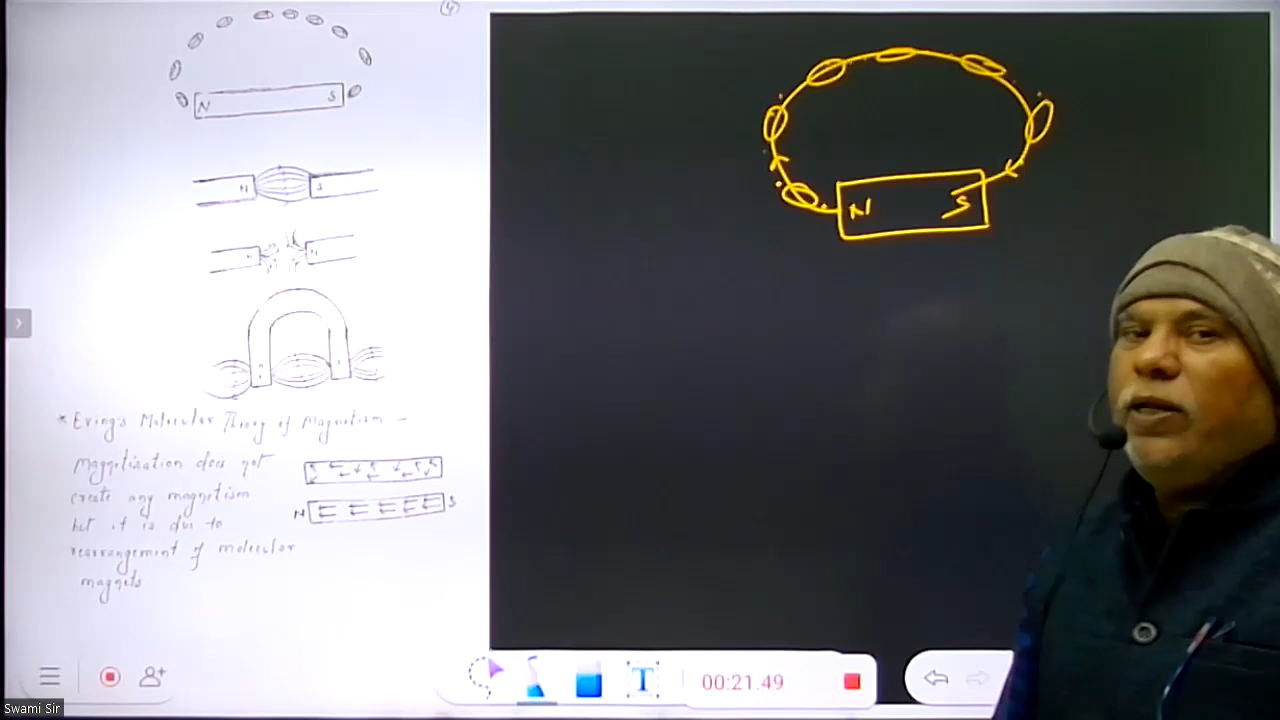 4
N S
N S
* Ewing's Molecular Theory of Magnetism -
Magnetisation does not
create any magnetism
but it is due to
rearrangement of molecular
magnets
N S
N S
T
00:21.49
Swami Sir